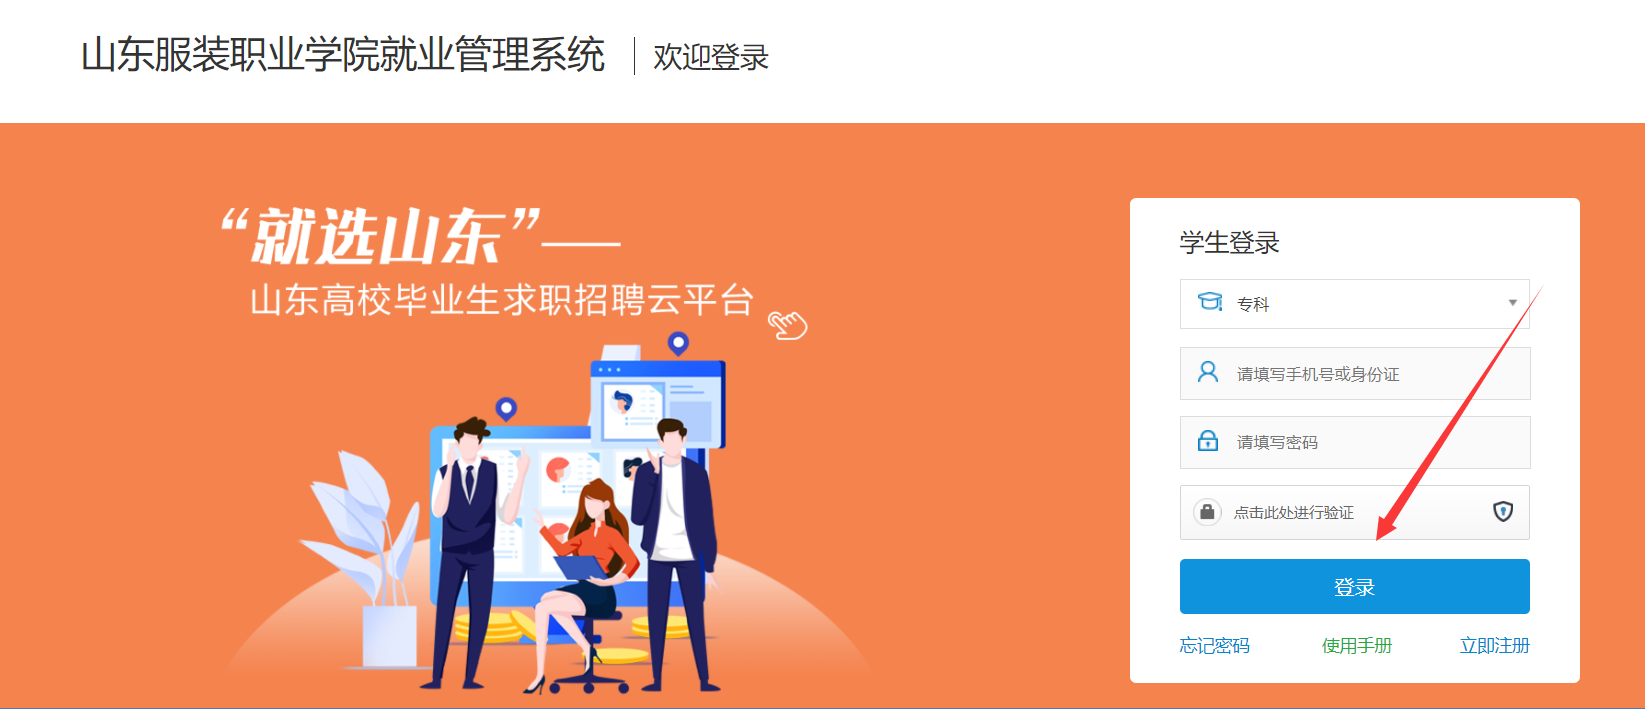 山东服装职业学院就业管理系统 欢迎登录
“就选山东”——
山东高校毕业生求职招聘云平台
学生登录
专科
请填写手机号或身份证
请填写密码
点击此处进行验证
登录
忘记密码 使用手册 立即注册